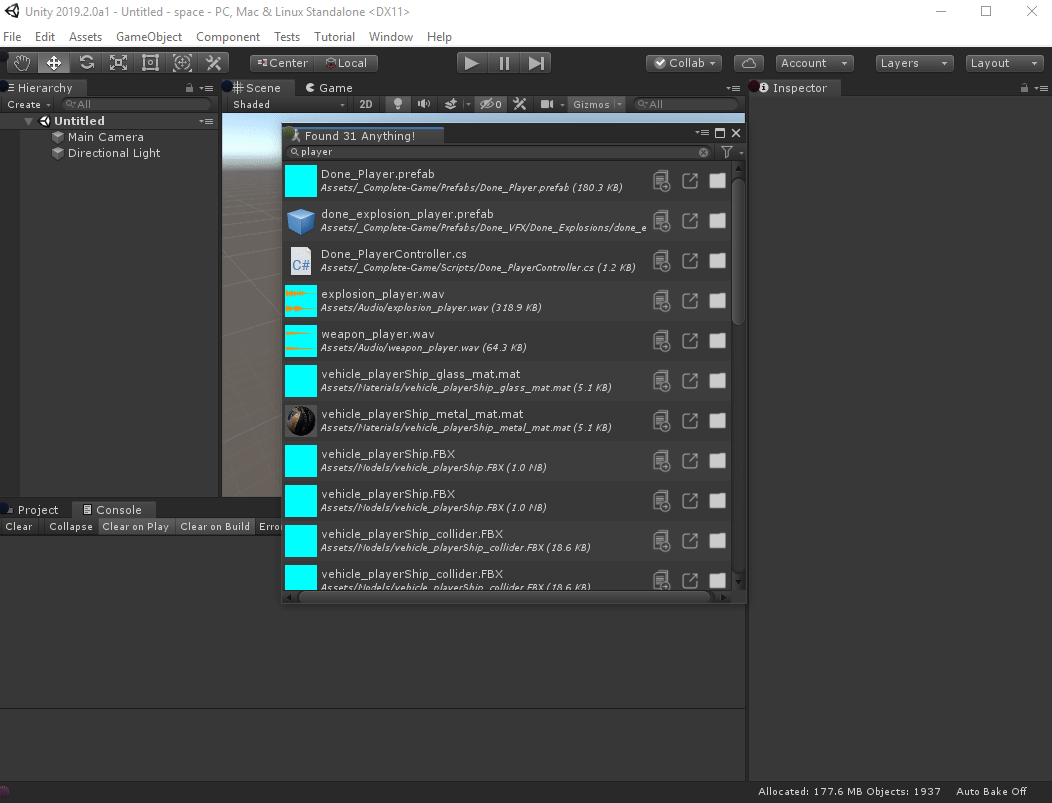 Unity 2019.2.0a1 - Untitled - space - PC, Mac & Linux Standalone <DX11>
File Edit Assets GameObject Component Tests Tutorial Window Help
Center Local Collab Account Layers Layout
Hierarchy Scene Game Inspector
Create All Shaded 2D 0 Gizmos All
Untitled
Main Camera
Directional Light
Found 31 Anything!
player
Done_Player.prefab
Assets/_Complete-Game/Prefabs/Done_Player.prefab (180.3 KB)
done_explosion_player.prefab
Assets/_Complete-Game/Prefabs/Done_VFX/Done_Explosions/done_e
C#
Done_PlayerController.cs
Assets/_Complete-Game/Scripts/Done_PlayerController.cs (1.2 KB)
explosion_player.wav
Assets/Audio/explosion_player.wav (318.9 KB)
weapon_player.wav
Assets/Audio/weapon_player.wav (64.3 KB)
vehicle_playerShip_glass_mat.mat
Assets/Materials/vehicle_playerShip_glass_mat.mat (5.1 KB)
vehicle_playerShip_metal_mat.mat
Assets/Materials/vehicle_playerShip_metal_mat.mat (5.1 KB)
vehicle_playerShip.FBX
Assets/Models/vehicle_playerShip.FBX (1.0 MB)
vehicle_playerShip.FBX
Assets/Models/vehicle_playerShip.FBX (1.0 MB)
vehicle_playerShip_collider.FBX
Assets/Models/vehicle_playerShip_collider.FBX (18.6 KB)
vehicle_playerShip_collider.FBX
Assets/Models/vehicle_playerShip_collider.FBX (18.6 KB)
Project Console
Clear Collapse Clear on Play Clear on Build Erro
Allocated: 177.6 MB Objects: 1937 Auto Bake Off